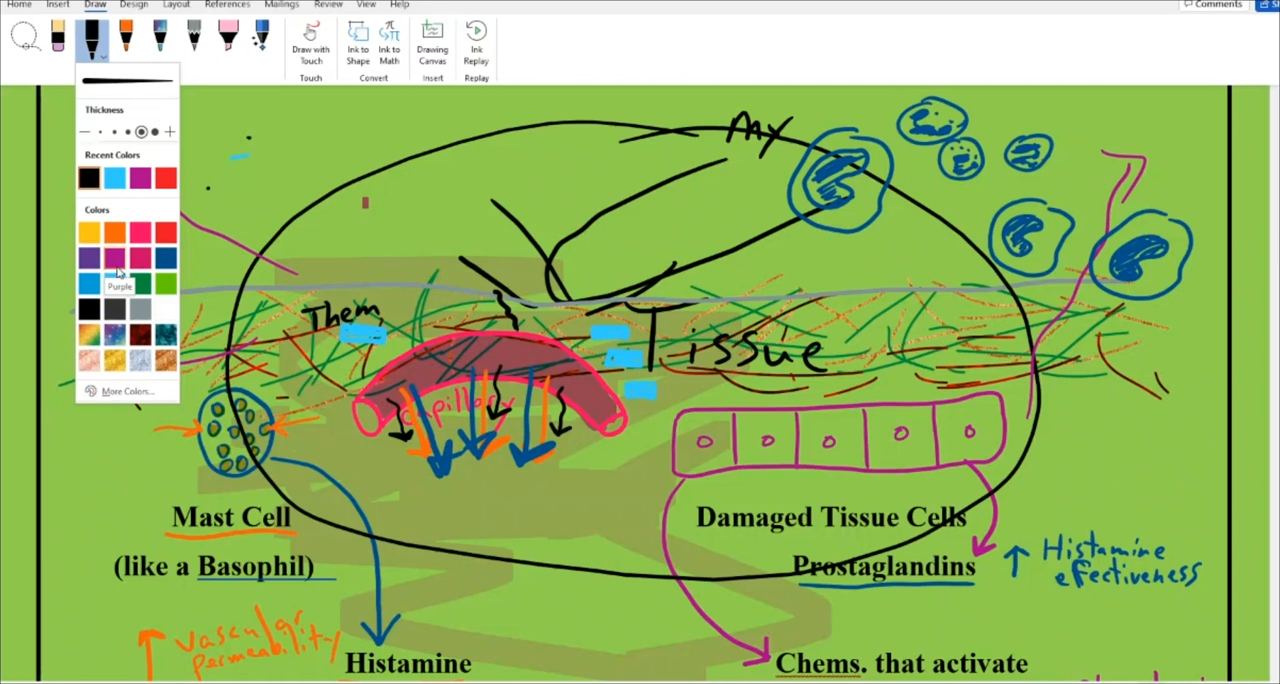 Home Insert Draw Design Layout References Mailings Review View Help
Comments
Draw with Touch
Ink to Shape
Ink to Math
Drawing Canvas
Ink Replay
Touch
Convert
Insert
Replay
Thickness
Recent Colors
Colors
Purple
More Colors...
My
Them
Tissue
Capillary
Mast Cell
(like a Basophil)
Damaged Tissue Cells
Prostaglandins
↑ Histamine
effectiveness
↑ Vascular
permeability
Histamine
Chems. that activate